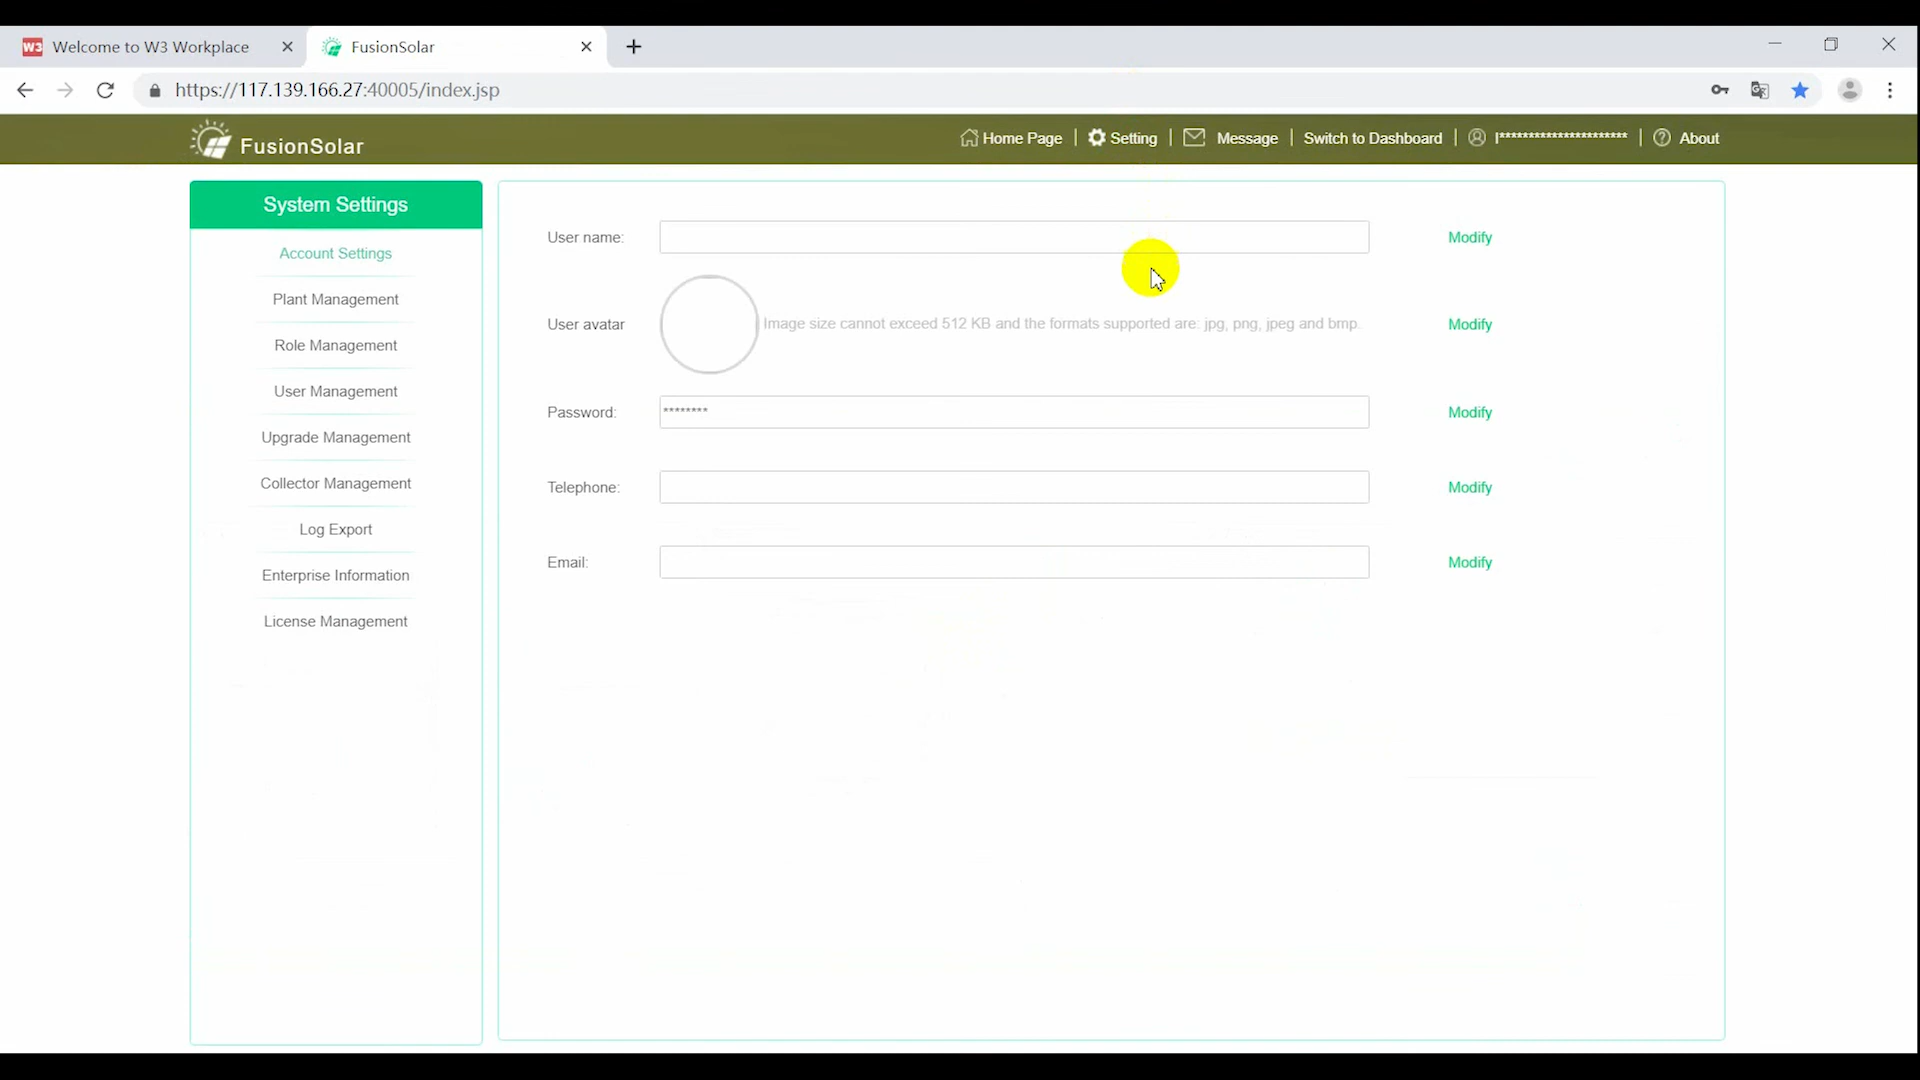 W3 Welcome to W3 Workplace
FusionSolar
https://117.139.166.27:40005/index.jsp
FusionSolar
Home Page | Setting | Message | Switch to Dashboard | l********************** | About
System Settings
Account Settings
Plant Management
Role Management
User Management
Upgrade Management
Collector Management
Log Export
Enterprise Information
License Management
User name: Modify
User avatar Image size cannot exceed 512 KB and the formats supported are: jpg, png, jpeg and bmp. Modify
Password: ******** Modify
Telephone: Modify
Email: Modify